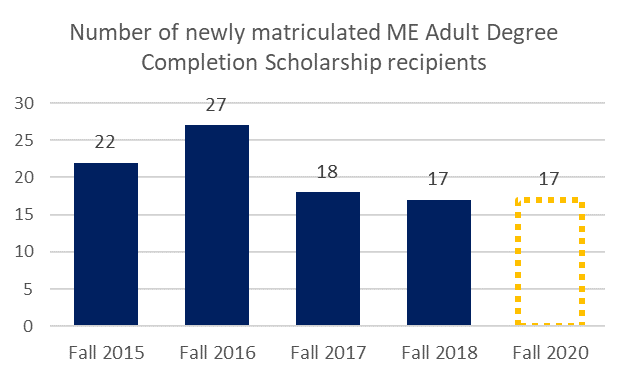 Number of newly matriculated ME Adult Degree
Completion Scholarship recipients
30
25
20
15
10
5
0
22
27
18
17
17
Fall 2015
Fall 2016
Fall 2017
Fall 2018
Fall 2020